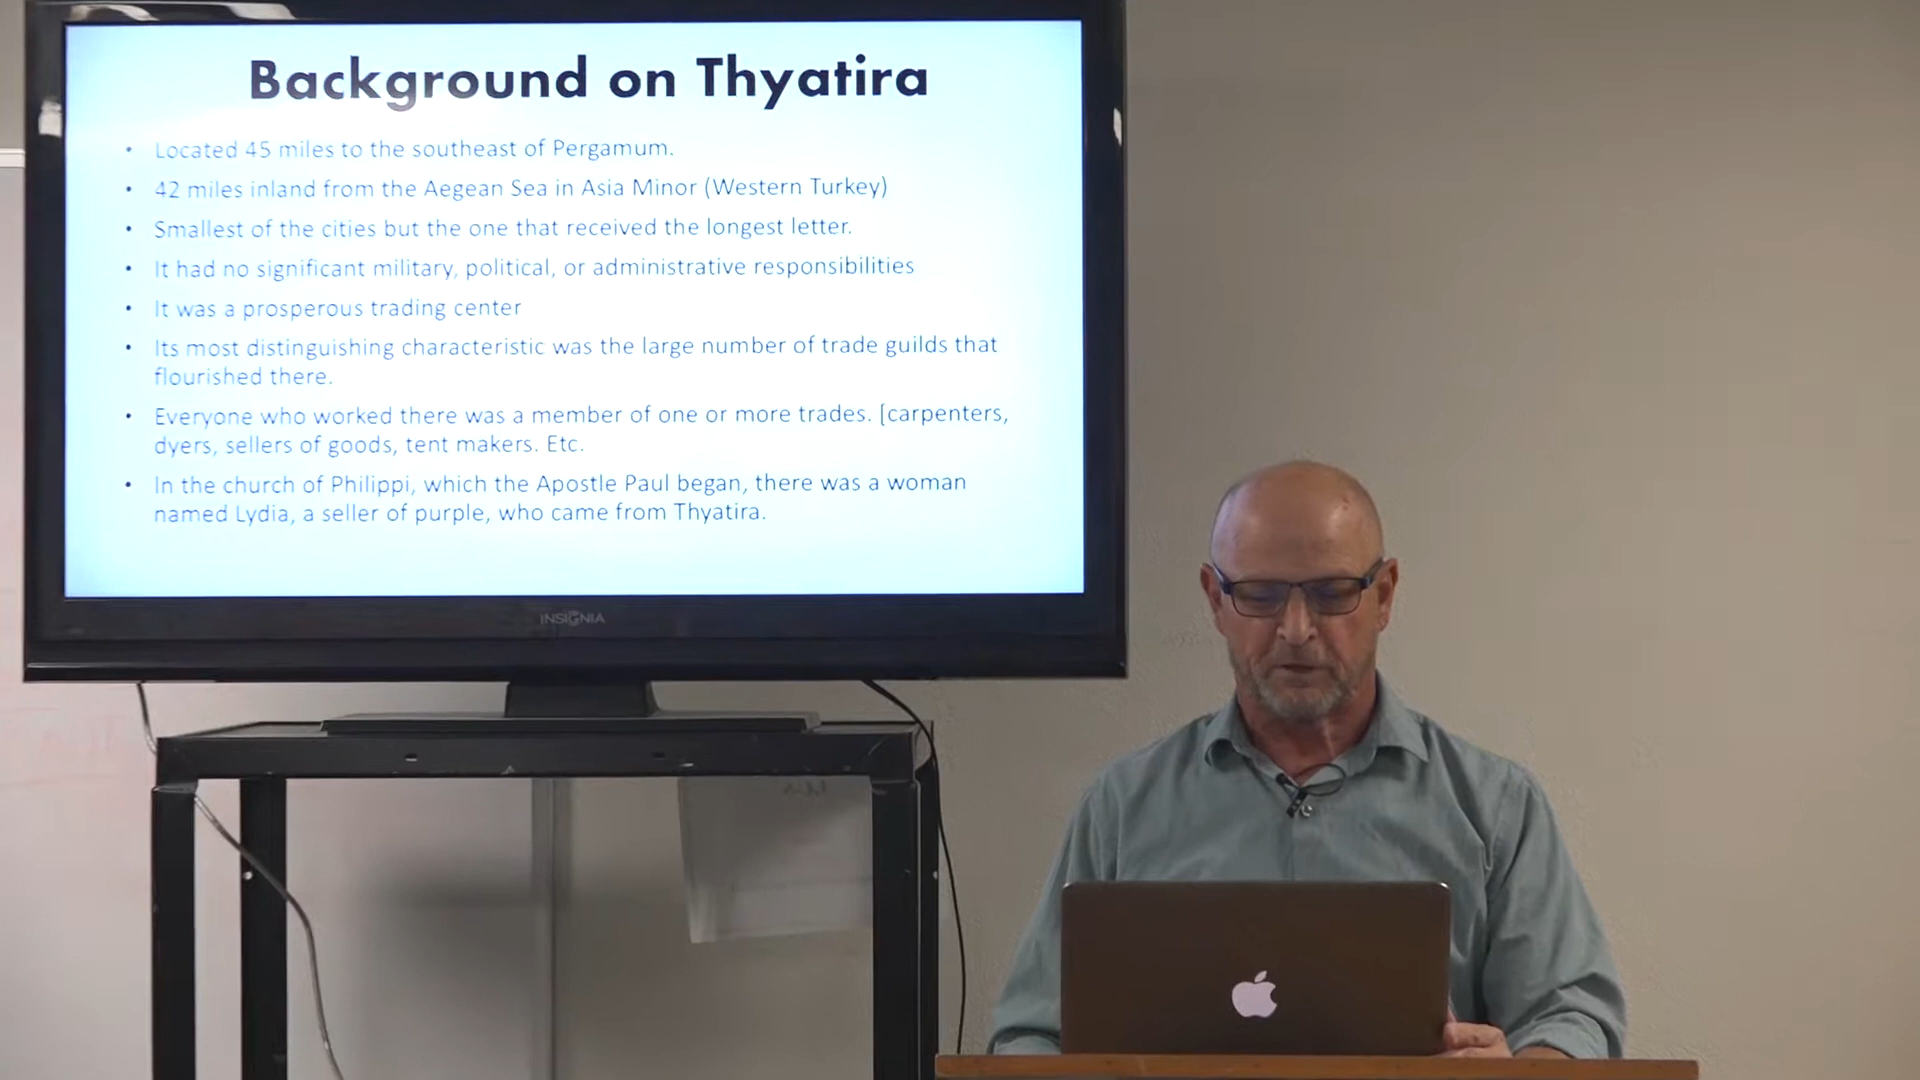 Background on Thyatira
• Located 45 miles to the southeast of Pergamum.
• 42 miles inland from the Aegean Sea in Asia Minor (Western Turkey)
• Smallest of the cities but the one that received the longest letter.
• It had no significant military, political, or administrative responsibilities
• It was a prosperous trading center
• Its most distinguishing characteristic was the large number of trade guilds that
flourished there.
• Everyone who worked there was a member of one or more trades. [carpenters,
dyers, sellers of goods, tent makers. Etc.
• In the church of Philippi, which the Apostle Paul began, there was a woman
named Lydia, a seller of purple, who came from Thyatira.
INSIGNIA